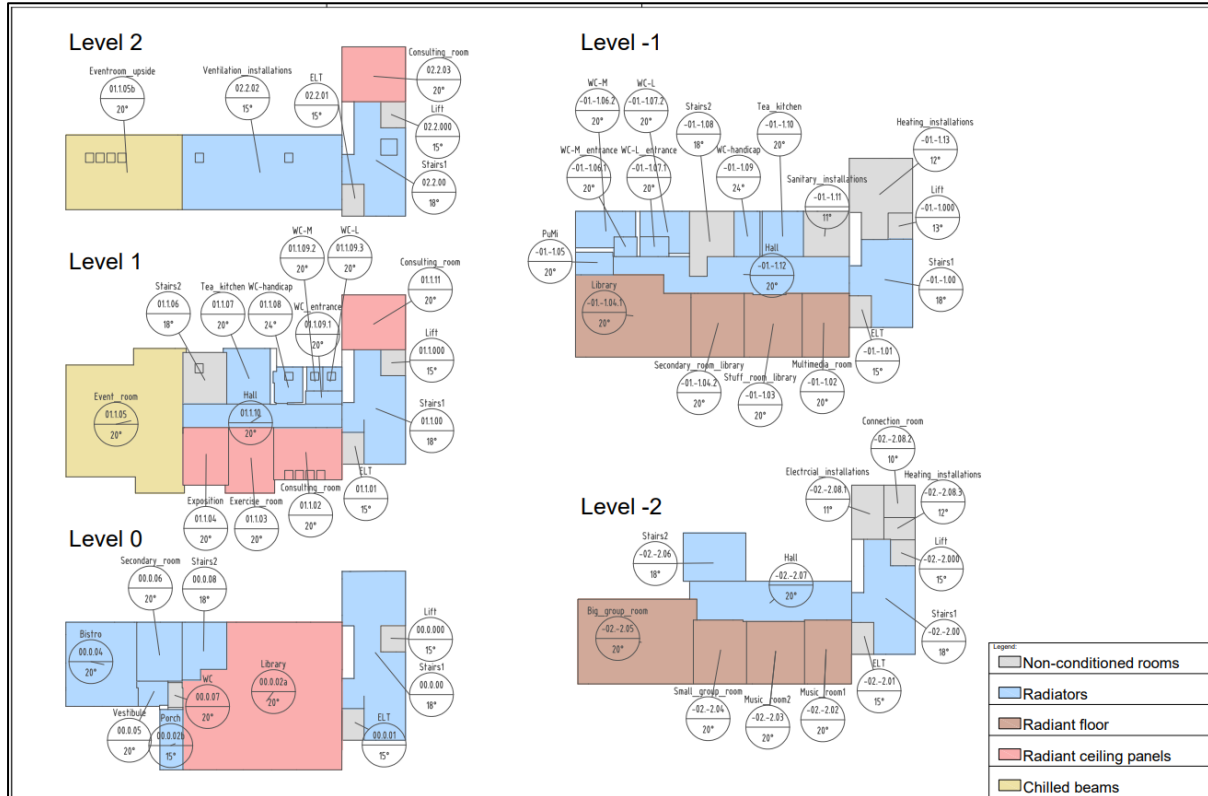 Level 2
Eventroom_upside
01.1.05b
20°
Ventilation_installations
02.2.02
15°
ELT
02.2.01
15°
Consulting_room
02.2.03
20°
Lift
02.2.000
15°
Stairs1
02.2.00
18°
Level 1
Stairs2
01.1.06
18°
Tea_kitchen
01.1.07
20°
WC-handicap
01.1.08
24°
WC-M
01.1.09.2
20°
WC-L
01.1.09.3
20°
WC_entrance
01.1.09.1
20°
Consulting_room
01.1.11
20°
Lift
01.1.000
15°
Event_room
01.1.05
20°
Hall
01.1.10
20°
Stairs1
01.1.00
18°
Exposition
01.1.04
20°
Exercise_room
01.1.03
20°
Consulting_room
01.1.02
20°
ELT
01.1.01
15°
Level 0
Secondary_room
00.0.06
20°
Stairs2
00.0.08
18°
Bistro
00.0.04
20°
WC
00.0.07
20°
Library
00.0.02a
20°
Lift
00.0.000
15°
Stairs1
00.0.00
18°
Vestibule
00.0.05
20°
Porch
00.0.02b
15°
ELT
00.0.01
15°
Level -1
WC-M
-01.-1.06.2
20°
WC-L
-01.-1.07.2
20°
Stairs2
-01.-1.08
18°
Tea_kitchen
-01.-1.10
20°
Heating_installations
-01.-1.13
12°
WC-M_entrance
-01.-1.06.1
20°
WC-L_entrance
-01.-1.07.1
20°
WC-handicap
-01.-1.09
24°
Sanitary_installations
-01.-1.11
11°
Lift
-01.-1.000
13°
PuMi
-01.-1.05
20°
Hall
-01.-1.12
20°
Stairs1
-01.-1.00
18°
Library
-01.-1.04.1
20°
ELT
-01.-1.01
15°
Secondary_room_library
-01.-1.04.2
20°
Stuff_room_library
-01.-1.03
20°
Multimedia_room
-01.-1.02
20°
Level -2
Connection_room
-02.-2.08.2
10°
Electrcial_installations
-02.-2.08.1
11°
Heating_installations
-02.-2.08.3
12°
Stairs2
-02.-2.06
18°
Hall
-02.-2.07
20°
Lift
-02.-2.000
15°
Big_group_room
-02.-2.05
20°
Stairs1
-02.-2.00
18°
Small_group_room
-02.-2.04
20°
Music_room2
-02.-2.03
20°
Music_room1
-02.-2.02
20°
ELT
-02.-2.01
15°
Legend:
Non-conditioned rooms
Radiators
Radiant floor
Radiant ceiling panels
Chilled beams